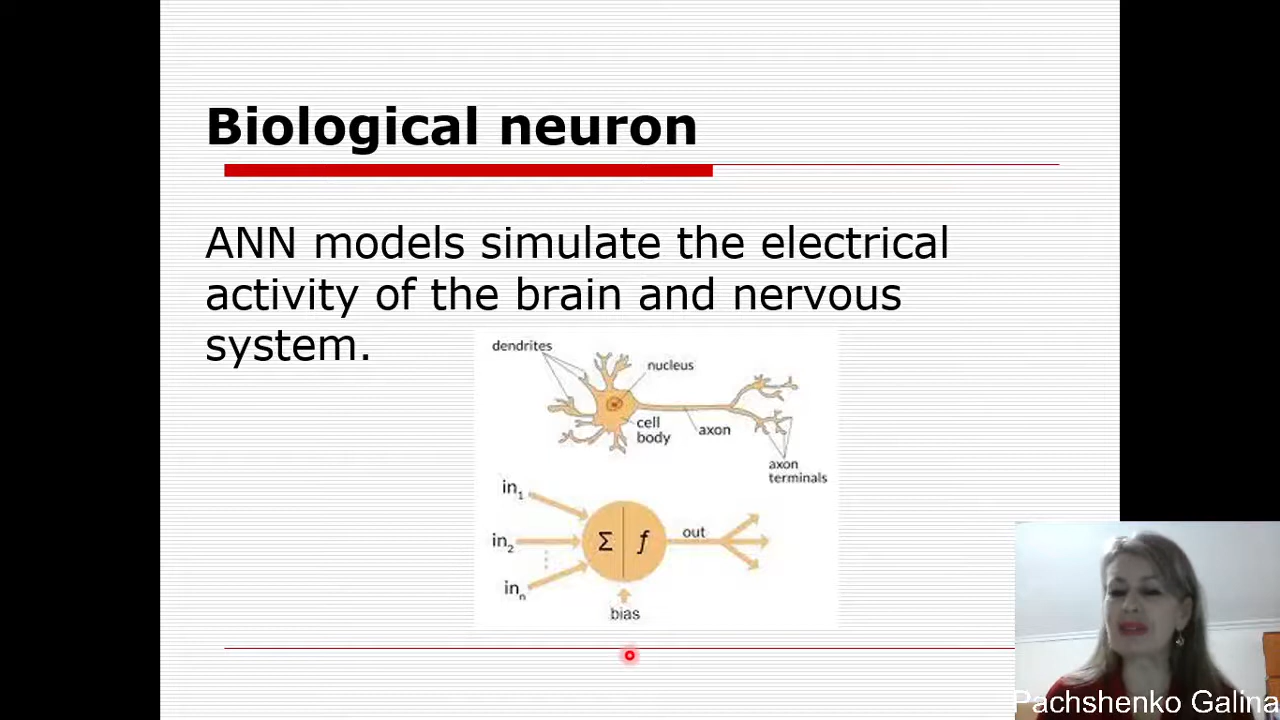 Biological neuron
ANN models simulate the electrical
activity of the brain and nervous
system.
dendrites
nucleus
cell
body
axon
axon
terminals
in₁
in₂
inₙ
Σ
f
out
bias
Pachshenko Galina